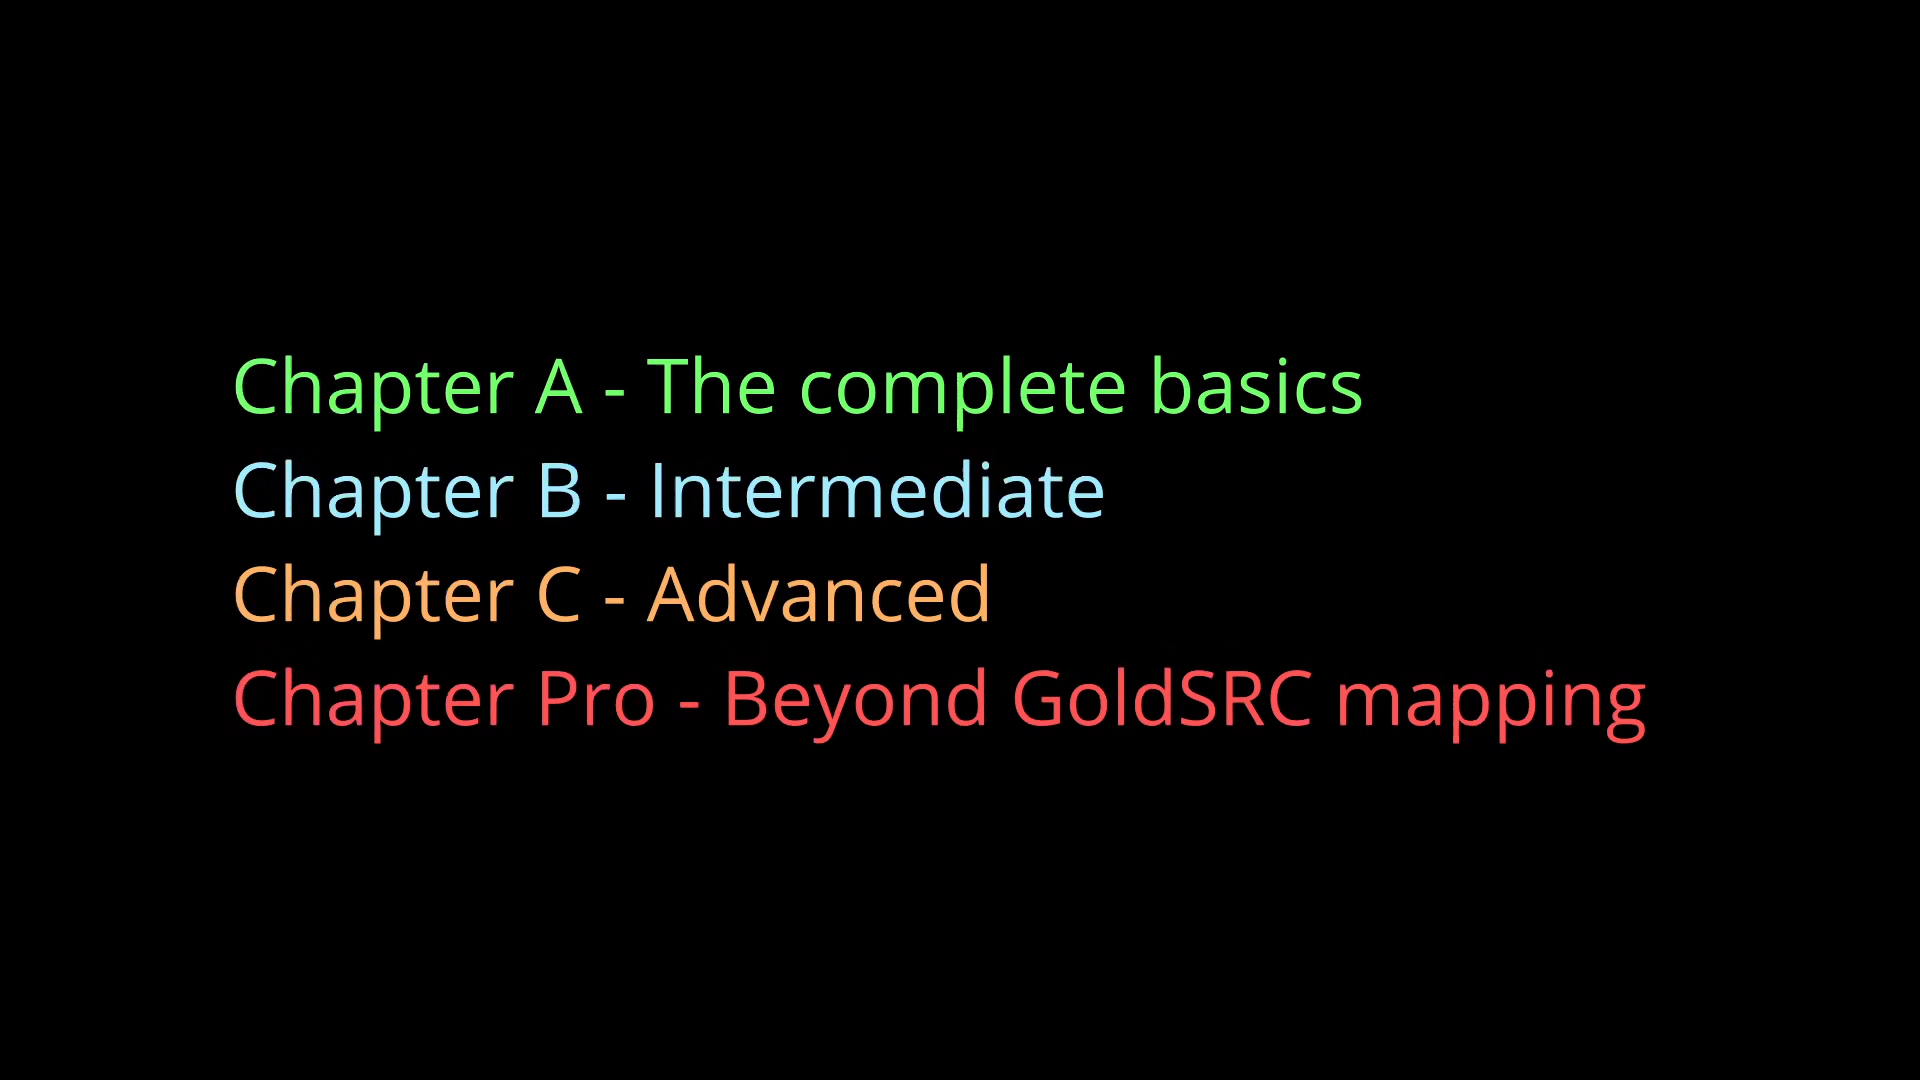 Chapter A - The complete basics
Chapter B - Intermediate
Chapter C - Advanced
Chapter Pro - Beyond GoldSRC mapping